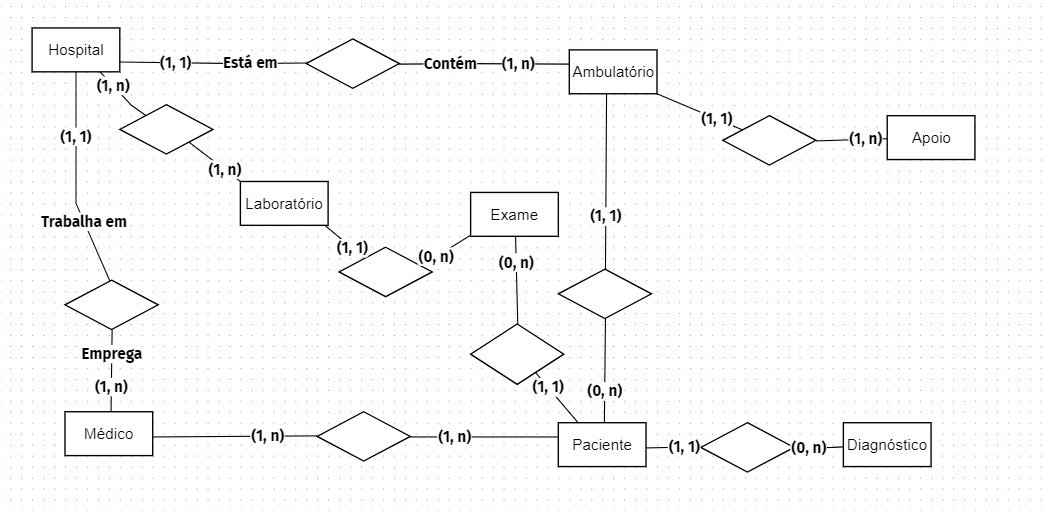 Hospital
(1, 1)
Está em
Contém
(1, n)
Ambulatório
(1, n)
(1, 1)
(1, 1)
(1, n)
Apoio
(1, n)
Laboratório
Exame
(1, 1)
Trabalha em
(1, 1)
(0, n)
(0, n)
Emprega
(1, n)
(1, 1)
(0, n)
Médico
(1, n)
(1, n)
Paciente
(1, 1)
(0, n)
Diagnóstico